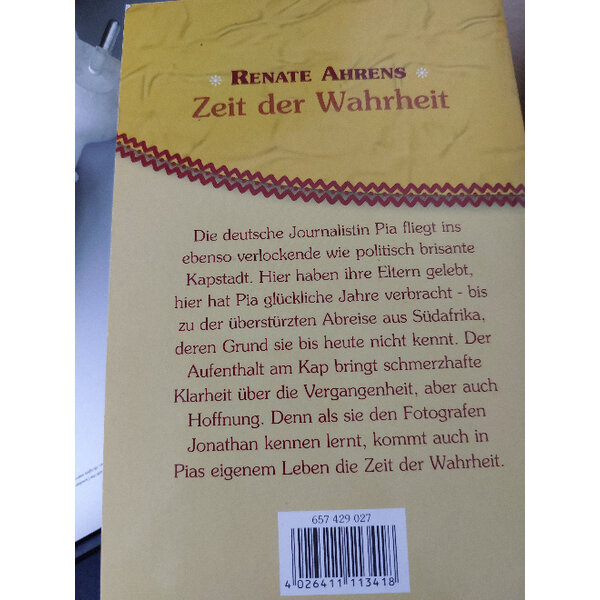 RENATE AHRENS
Zeit der Wahrheit
Die deutsche Journalistin Pia fliegt ins
ebenso verlockende wie politisch brisante
Kapstadt. Hier haben ihre Eltern gelebt,
hier hat Pia glückliche Jahre verbracht - bis
zu der überstürzten Abreise aus Südafrika,
deren Grund sie bis heute nicht kennt. Der
Aufenthalt am Kap bringt schmerzhafte
Klarheit über die Vergangenheit, aber auch
Hoffnung. Denn als sie den Fotografen
Jonathan kennen lernt, kommt auch in
Pias eigenem Leben die Zeit der Wahrheit.
657 429 027
4 026411 113418